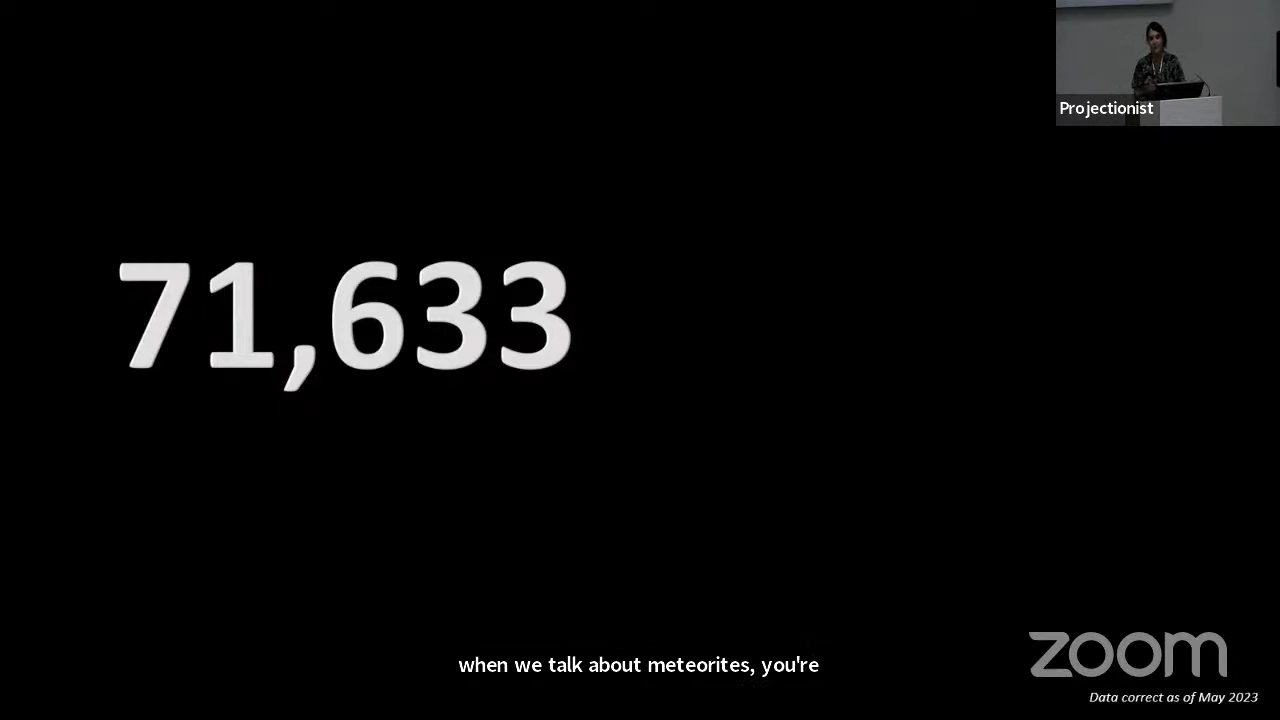 Projectionist
71,633
when we talk about meteorites, you're
zoom
Data correct as of May 2023